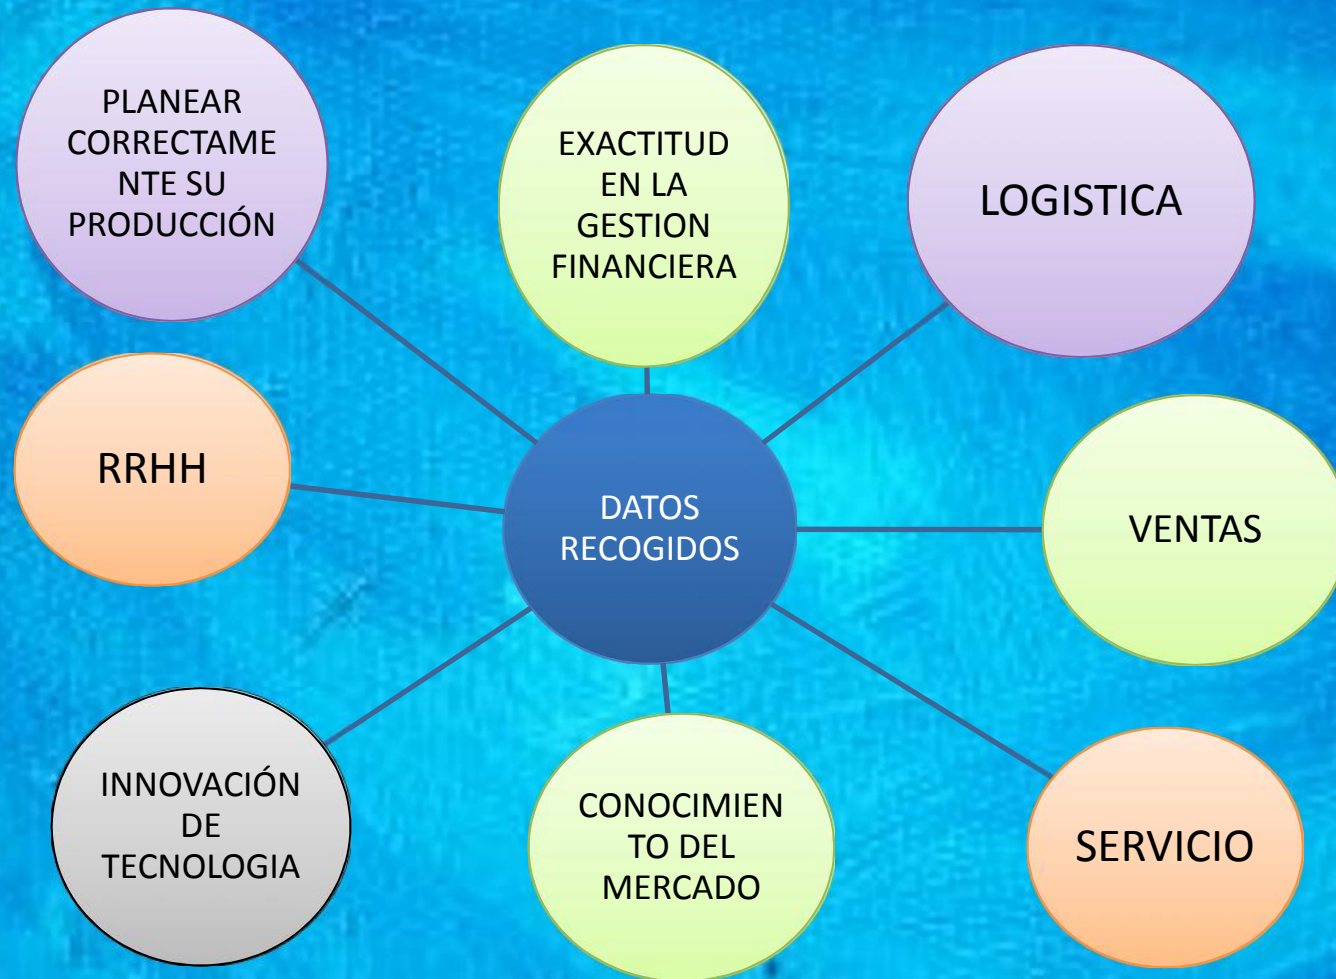 PLANEAR
CORRECTAME
NTE SU
PRODUCCIÓN
EXACTITUD
EN LA
GESTION
FINANCIERA
LOGISTICA
RRHH
DATOS
RECOGIDOS
VENTAS
INNOVACIÓN
DE
TECNOLOGIA
CONOCIMIEN
TO DEL
MERCADO
SERVICIO